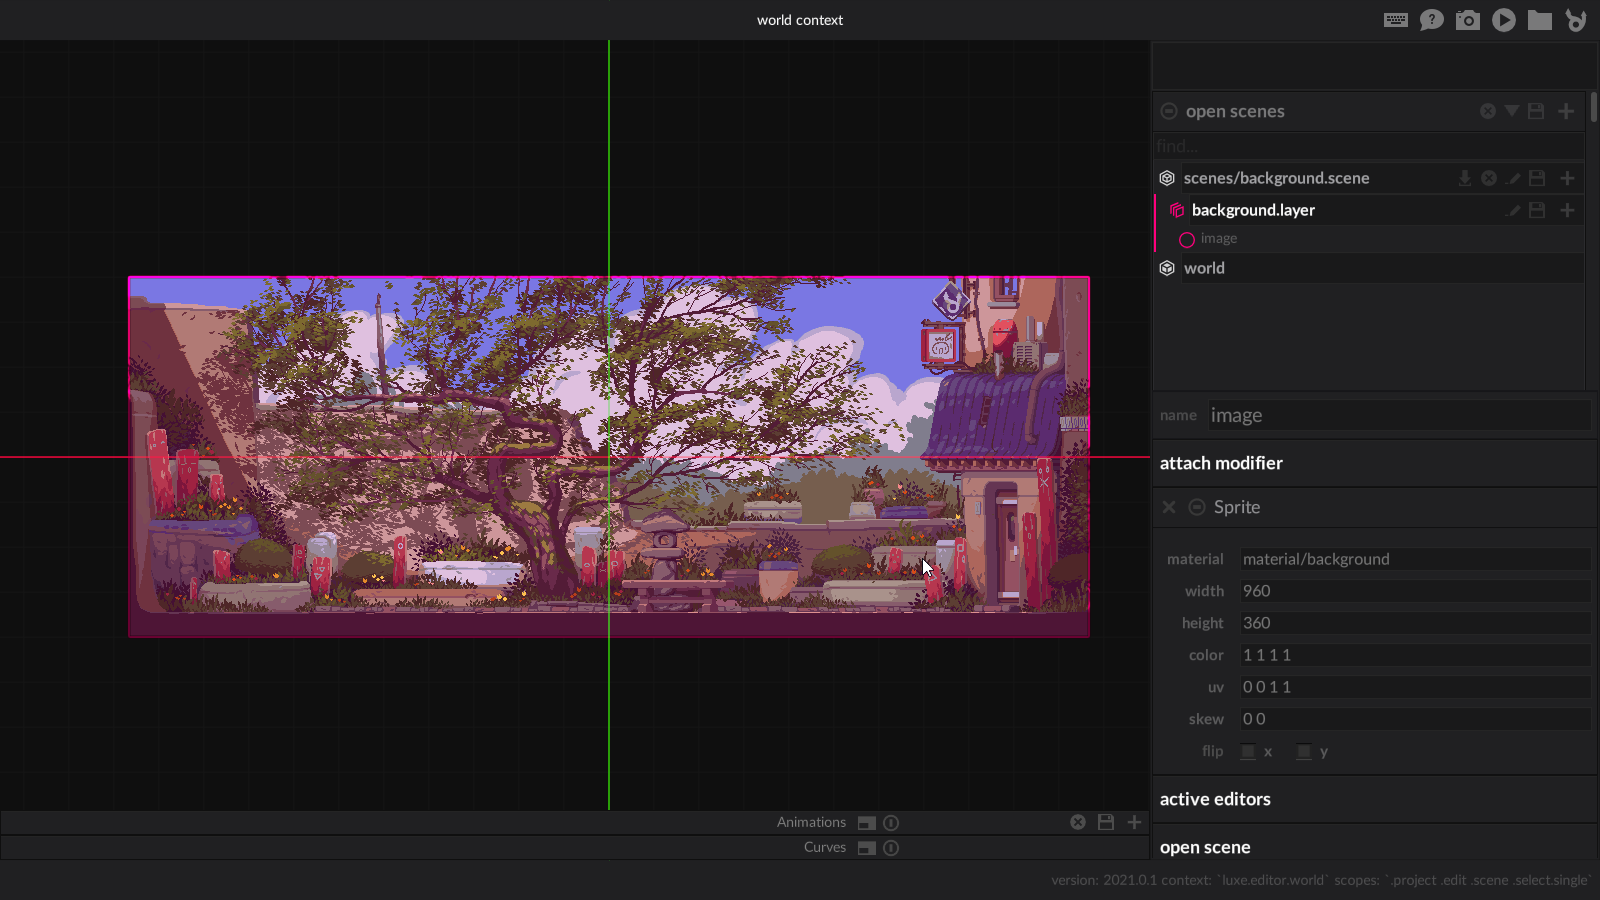 world context
open scenes
find...
scenes/background.scene
background.layer
image
world
name image
attach modifier
Sprite
material material/background
width 960
height 360
color 1 1 1 1
uv 0 0 1 1
skew 0 0
flip x y
active editors
open scene
Animations
Curves
version: 2021.0.1 context: `luxe.editor.world` scopes: `.project .edit .scene .select.single`